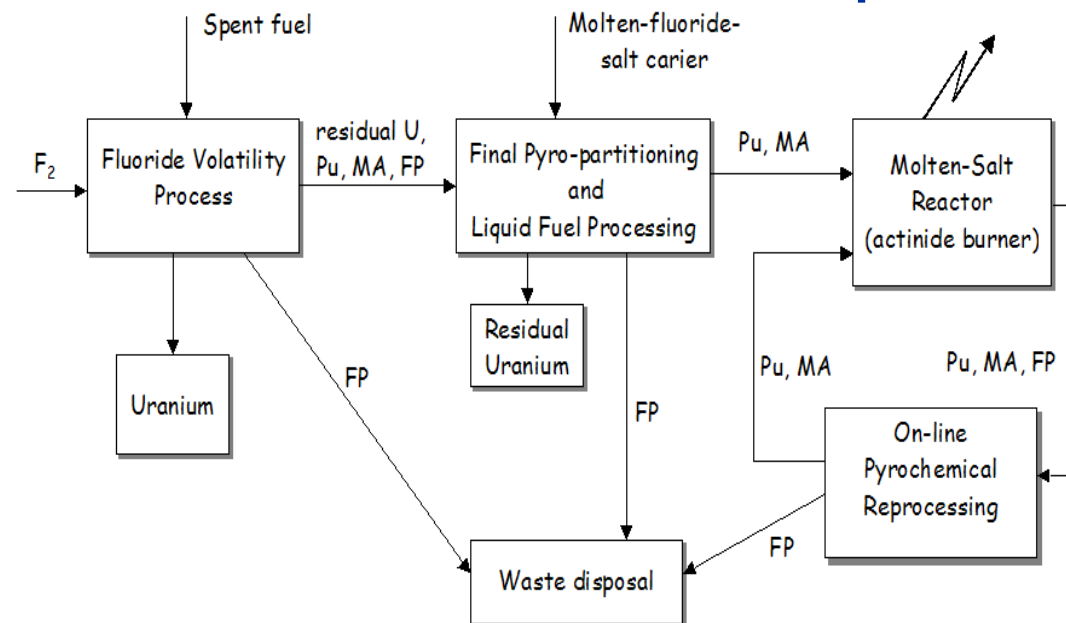 Spent fuel
Molten-fluoride-
salt carier
F₂
Fluoride Volatility
Process
residual U,
Pu, MA, FP
Final Pyro-partitioning
and
Liquid Fuel Processing
Pu, MA
Molten-Salt
Reactor
(actinide burner)
Uranium
FP
Residual
Uranium
FP
Pu, MA
Pu, MA, FP
On-line
Pyrochemical
Reprocessing
FP
Waste disposal